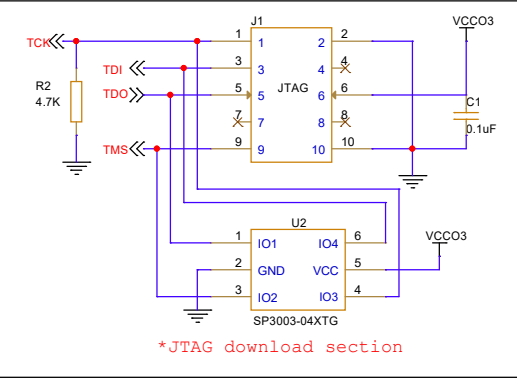 J1
VCCO3
TCK 1 1 2 2
TDI 3 3 4 4
R2
4.7K
JTAG
TDO 5 5 6 6
C1
0.1uF
7 7 8 8
TMS 9 9 10 10
U2
VCCO3
1 IO1 IO4 6
2 GND VCC 5
3 IO2 IO3 4
SP3003-04XTG
*JTAG download section